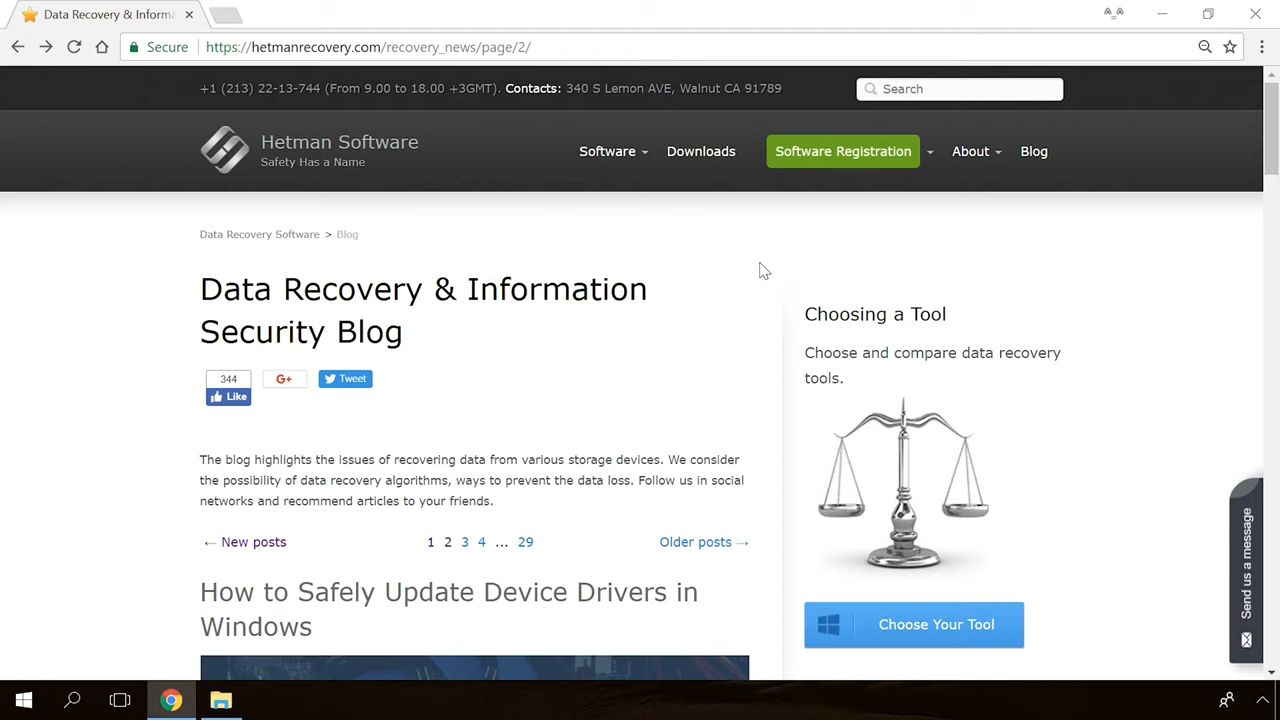 Data Recovery & Informa
Secure
https://hetmanrecovery.com/recovery_news/page/2/
+1 (213) 22-13-744 (From 9.00 to 18.00 +3GMT). Contacts: 340 S Lemon AVE, Walnut CA 91789
Search
Hetman Software
Safety Has a Name
Software
Downloads
Software Registration
About
Blog
Data Recovery Software > Blog
Data Recovery & Information
Security Blog
344
Like
G+
Tweet
The blog highlights the issues of recovering data from various storage devices. We consider
the possibility of data recovery algorithms, ways to prevent the data loss. Follow us in social
networks and recommend articles to your friends.
← New posts
1 2 3 4 ... 29
Older posts →
How to Safely Update Device Drivers in
Windows
Choosing a Tool
Choose and compare data recovery
tools.
Choose Your Tool
Send us a message